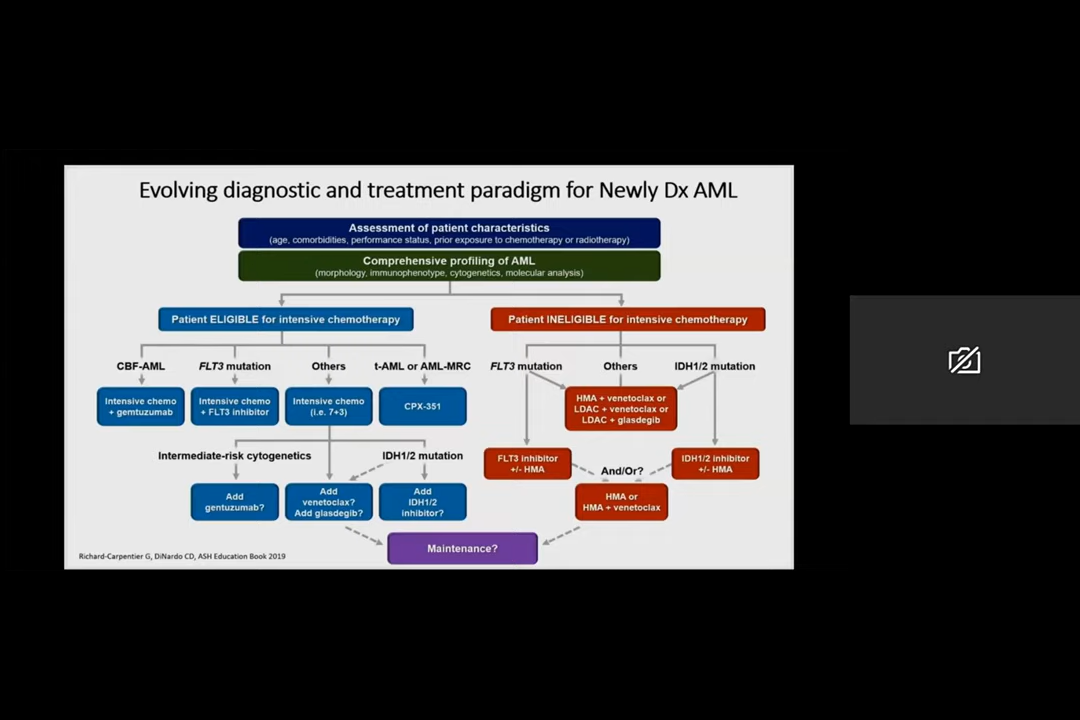 Evolving diagnostic and treatment paradigm for Newly Dx AML
Assessment of patient characteristics
(age, comorbidities, performance status, prior exposure to chemotherapy or radiotherapy)
Comprehensive profiling of AML
(morphology, immunophenotype, cytogenetics, molecular analysis)
Patient ELIGIBLE for intensive chemotherapy
Patient INELIGIBLE for intensive chemotherapy
CBF-AML
FLT3 mutation
Others
t-AML or AML-MRC
FLT3 mutation
Others
IDH1/2 mutation
Intensive chemo
+ gemtuzumab
Intensive chemo
+ FLT3 inhibitor
Intensive chemo
(i.e. 7+3)
CPX-351
HMA + venetoclax or
LDAC + venetoclax or
LDAC + glasdegib
Intermediate-risk cytogenetics
IDH1/2 mutation
FLT3 inhibitor
+/- HMA
And/Or?
IDH1/2 inhibitor
+/- HMA
Add
gemtuzumab?
Add
venetoclax?
Add glasdegib?
Add
IDH1/2
inhibitor?
HMA or
HMA + venetoclax
Maintenance?
Richard-Carpentier G, DiNardo CD, ASH Education Book 2019